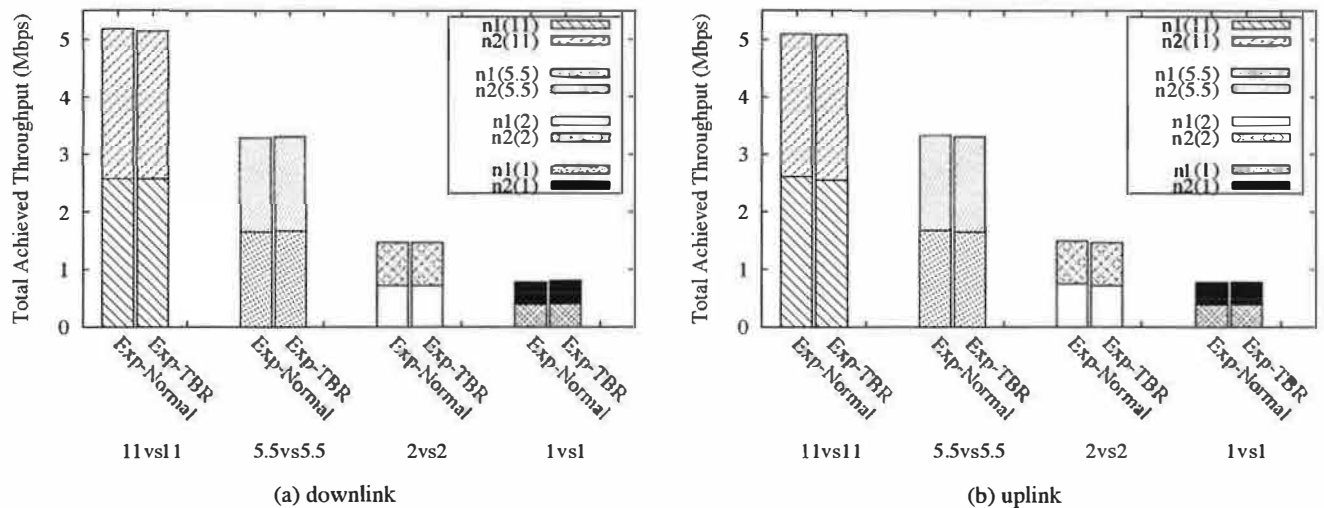 Total Achieved Throughput (Mbps)
5
4
3
2
1
0
n1(11)
n2(11)
n1(5.5)
n2(5.5)
n1(2)
n2(2)
n1(1)
n2(1)
Exp-Normal
Exp-TBR
Exp-Normal
Exp-TBR
Exp-Normal
Exp-TBR
Exp-Normal
Exp-TBR
11vs11
5.5vs5.5
2vs2
1vs1
(a) downlink
Total Achieved Throughput (Mbps)
5
4
3
2
1
0
n1(11)
n2(11)
n1(5.5)
n2(5.5)
n1(2)
n2(2)
n1(1)
n2(1)
Exp-Normal
Exp-TBR
Exp-Normal
Exp-TBR
Exp-Normal
Exp-TBR
Exp-Normal
Exp-TBR
11vs11
5.5vs5.5
2vs2
1vs1
(b) uplink